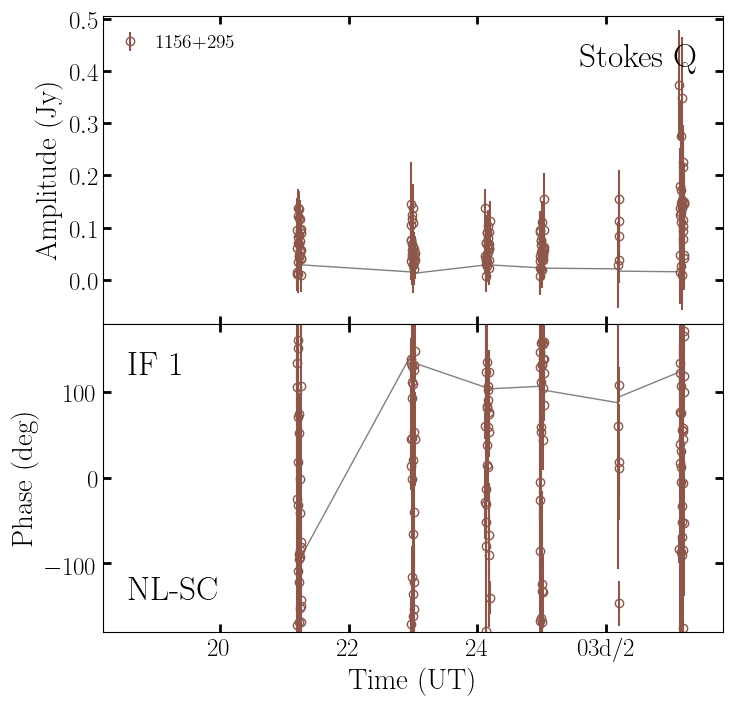 0.5
1156+295
Stokes Q
0.4
0.3
0.2
0.1
0.0
Amplitude (Jy)
IF 1
100
0
−100
Phase (deg)
NL-SC
20
22
24
03d/2
Time (UT)